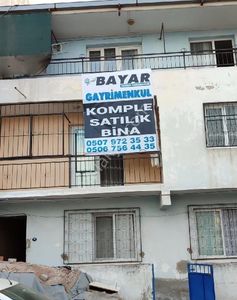 BAYAR
GAYRİMENKUL
KOMPLE
SATILIK
BİNA
0507 972 35 33
0506 756 44 35